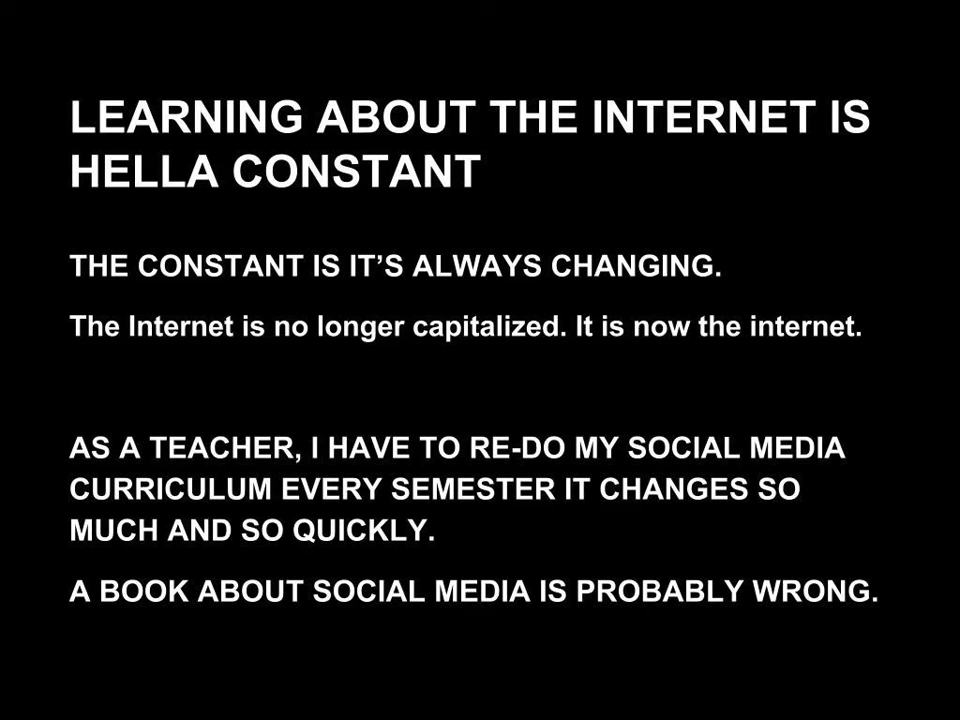 LEARNING ABOUT THE INTERNET IS
HELLA CONSTANT
THE CONSTANT IS IT’S ALWAYS CHANGING.
The Internet is no longer capitalized. It is now the internet.
AS A TEACHER, I HAVE TO RE-DO MY SOCIAL MEDIA
CURRICULUM EVERY SEMESTER IT CHANGES SO
MUCH AND SO QUICKLY.
A BOOK ABOUT SOCIAL MEDIA IS PROBABLY WRONG.